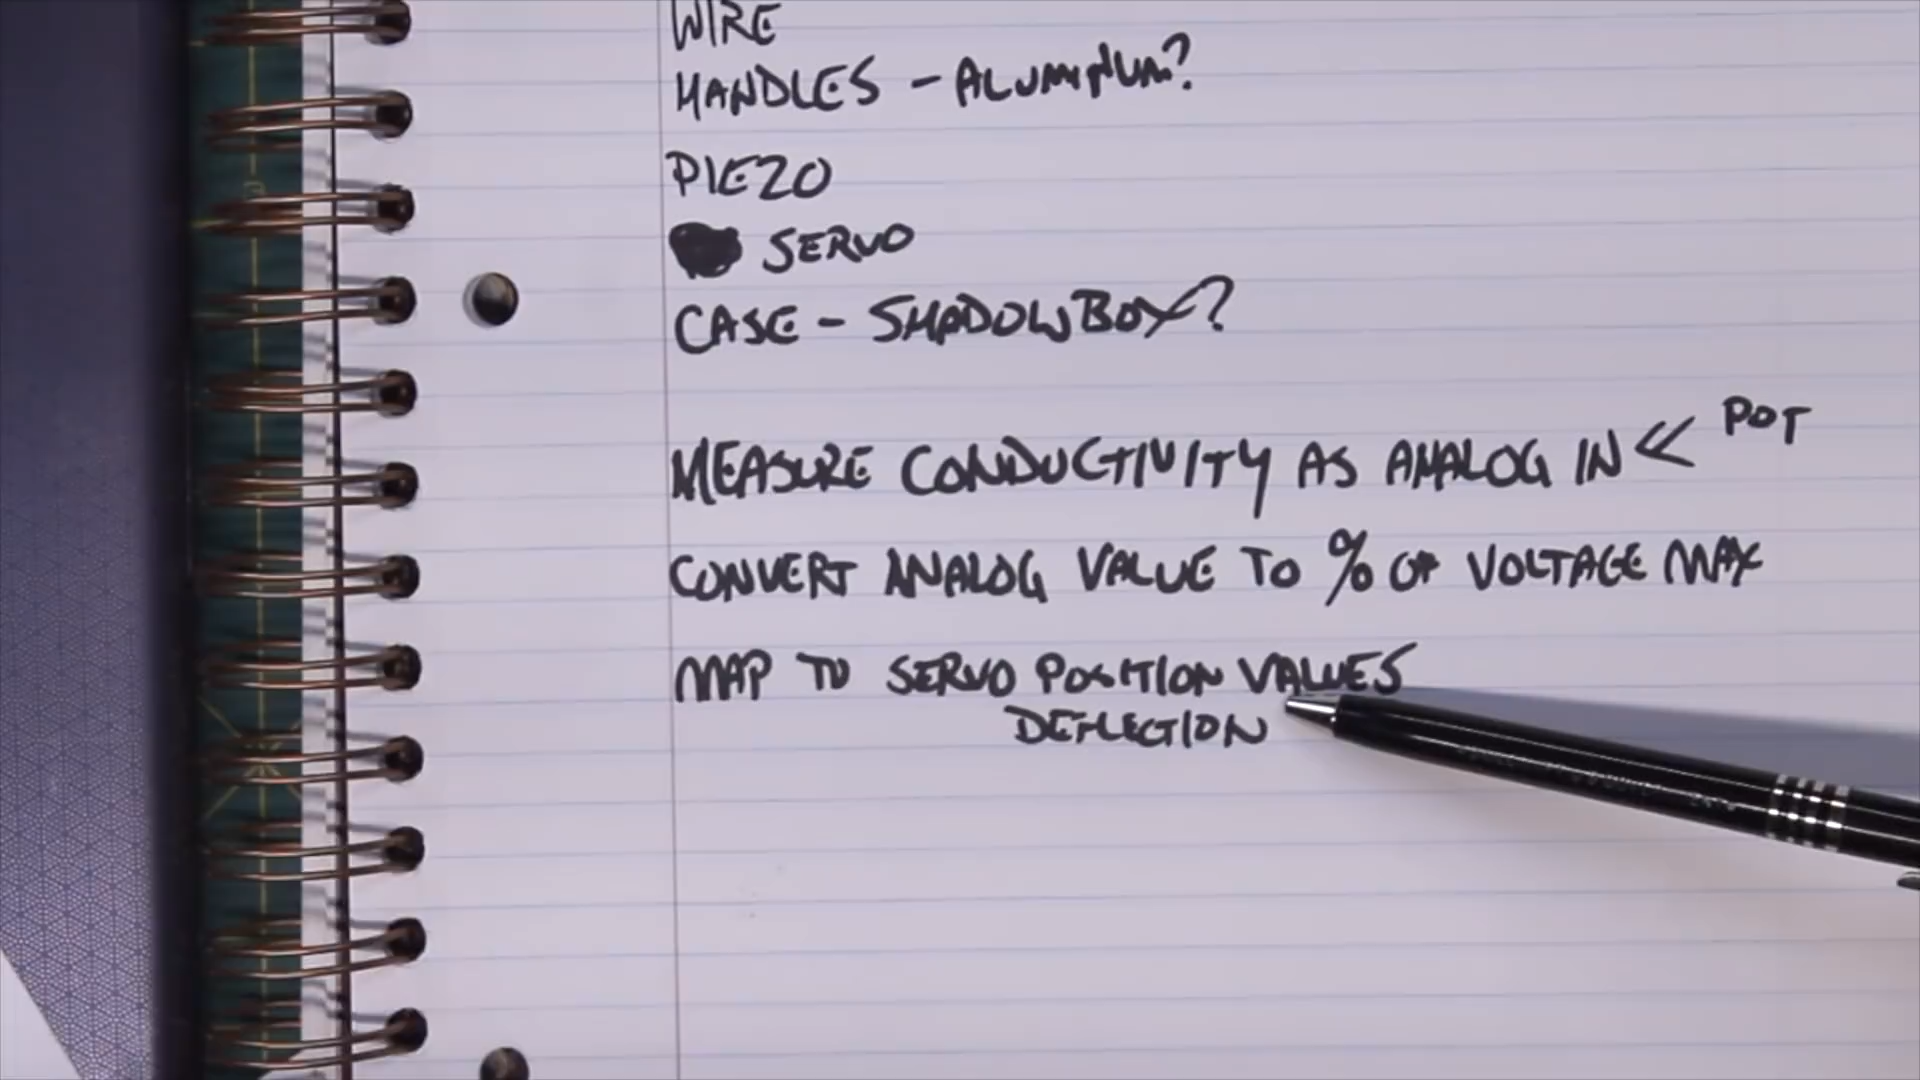 WIRE
HANDLES - ALUMINUM?
PIEZO
SERVO
CASE - SHADOWBOX?
MEASURE CONDUCTIVITY AS ANALOG IN << POT
CONVERT ANALOG VALUE TO % OF VOLTAGE MAX
MAP TO SERVO POSITION VALUES
DEFLECTION